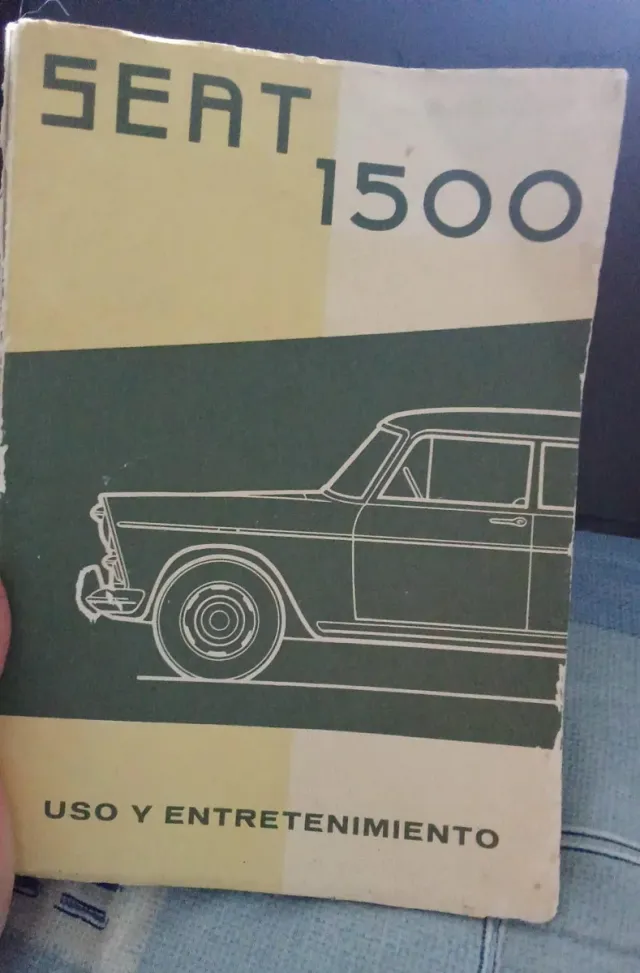 SEAT
1500
USO Y ENTRETENIMIENTO